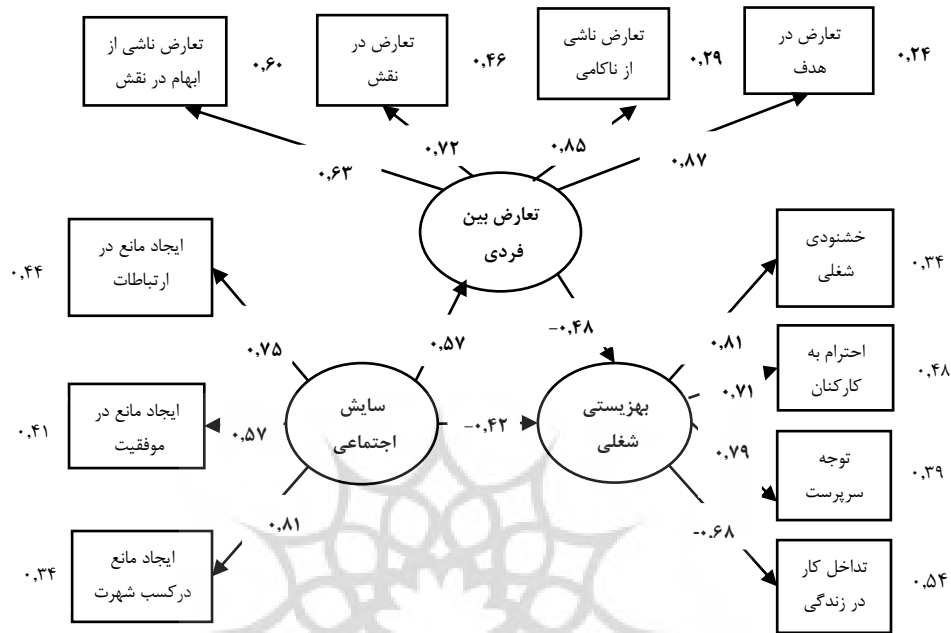 تعارض در
هدف
۰,۲۴
تعارض ناشی
از ناکامی
۰,۲۹
تعارض در
نقش
۰,۴۶
تعارض ناشی از
ابهام در نقش
۰,۶۰
۰,۸۷
۰,۸۵
۰,۷۲
۰,۶۳
تعارض بین
فردی
خشنودی
شغلی
۰,۳۴
ایجاد مانع در
ارتباطات
۰,۴۴
-۰,۴۸
۰,۵۷
۰,۸۱
۰,۷۵
احترام به
کارکنان
۰,۴۸
۰,۷۱
بهزیستی
شغلی
-۰,۴۲
سایش
اجتماعی
۰,۵۷
ایجاد مانع در
موفقیت
۰,۴۱
توجه
سرپرست
۰,۳۹
۰,۷۹
-۰.۶۸
۰,۸۱
تداخل کار
در زندگی
۰,۵۴
ایجاد مانع
درکسب شهرت
۰,۳۴